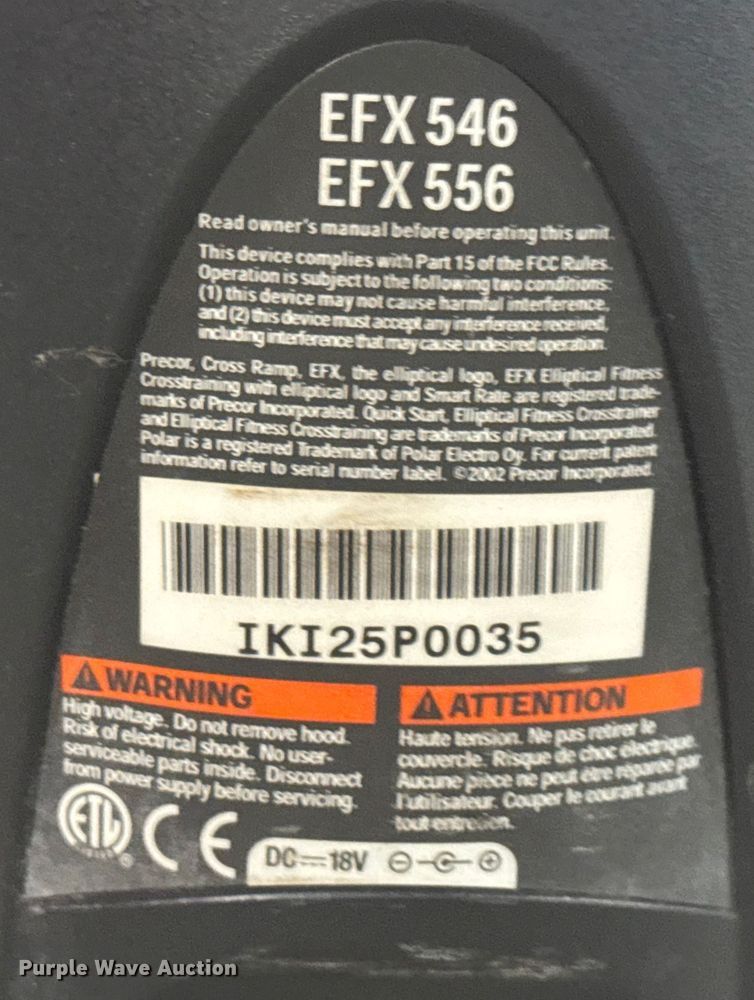 EFX 546
EFX 556
Read owner's manual before operating this unit.
This device complies with Part 15 of the FCC Rules.
Operation is subject to the following two conditions:
(1) this device may not cause harmful interference,
and (2) this device must accept any interference received,
including interference that may cause undesired operation.
Precor, Cross Ramp, EFX, the elliptical logo, EFX Elliptical Fitness
Crosstraining with elliptical logo and Smart Rate are registered trade-
marks of Precor Incorporated. Quick Start, Elliptical Fitness Crosstrainer
and Elliptical Fitness Crosstraining are trademarks of Precor Incorporated.
Polar is a registered Trademark of Polar Electro Oy. For current patent
information refer to serial number label. ©2002 Precor Incorporated.
IKI25P0035
WARNING
High voltage. Do not remove hood.
Risk of electrical shock. No user-
serviceable parts inside. Disconnect
from power supply before servicing.
ATTENTION
Haute tension. Ne pas retirer le
couvercle. Risque de choc électrique.
Aucune pièce ne peut être réparée par
l'utilisateur. Couper le courant avant
tout entretien.
ETL CE
DC 18V
Purple Wave Auction